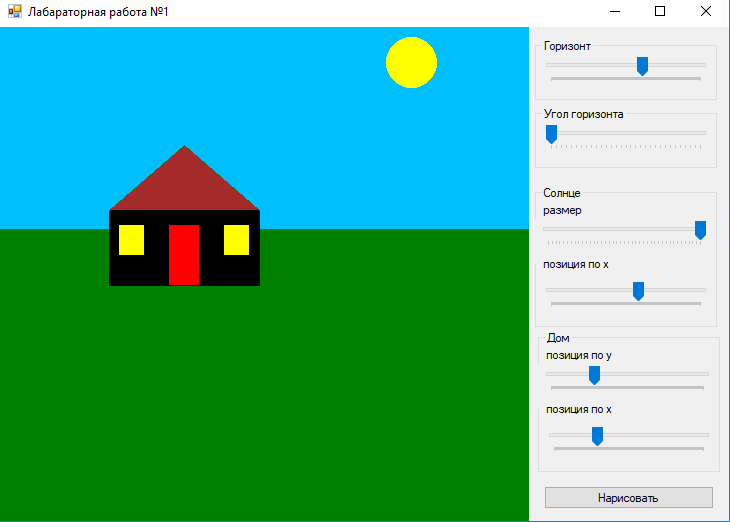 Лабараторная работа №1
Горизонт
Угол горизонта
Солнце
размер
позиция по x
Дом
позиция по y
позиция по x
Нарисовать